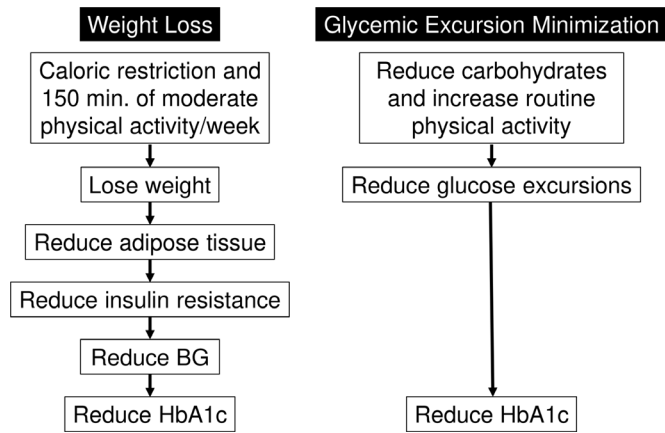 Weight Loss
Caloric restriction and
150 min. of moderate
physical activity/week
Lose weight
Reduce adipose tissue
Reduce insulin resistance
Reduce BG
Reduce HbA1c
Glycemic Excursion Minimization
Reduce carbohydrates
and increase routine
physical activity
Reduce glucose excursions
Reduce HbA1c